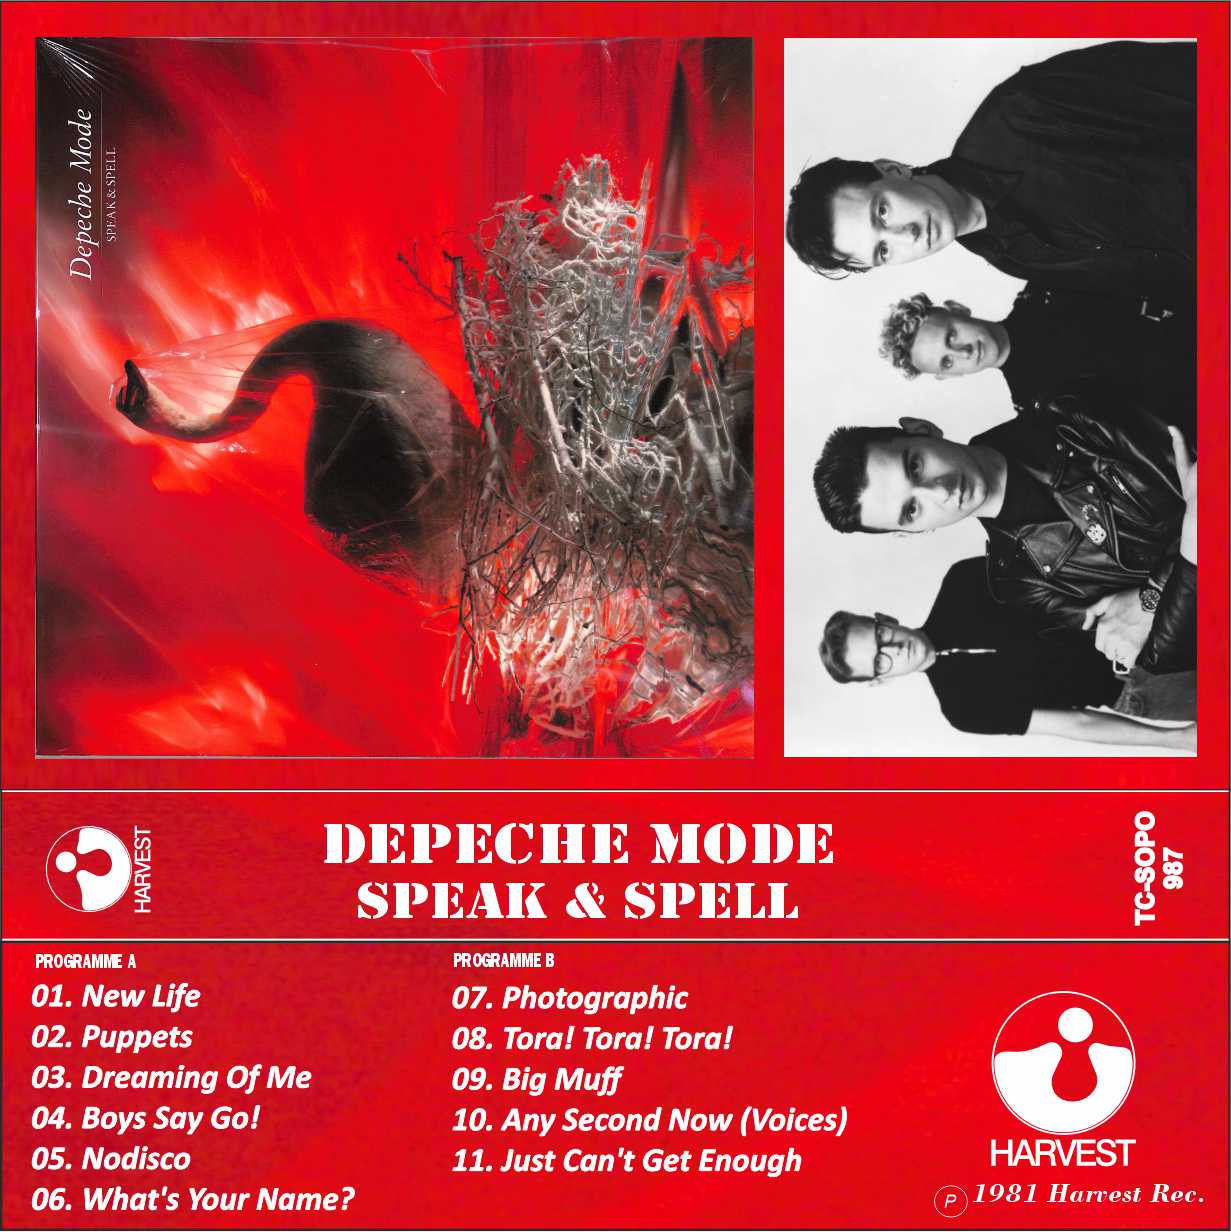 Depeche Mode
SPEAK & SPELL
HARVEST
DEPECHE MODE
SPEAK & SPELL
TC-SOPO
987
PROGRAMME A
01. New Life
02. Puppets
03. Dreaming Of Me
04. Boys Say Go!
05. Nodisco
06. What's Your Name?
PROGRAMME B
07. Photographic
08. Tora! Tora! Tora!
09. Big Muff
10. Any Second Now (Voices)
11. Just Can't Get Enough
HARVEST
Ⓟ 1981 Harvest Rec.